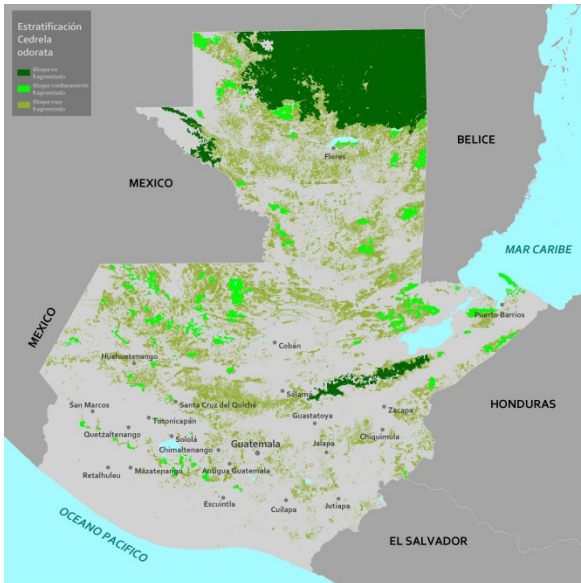 Estratificación
Cedrela
odorata
Bloque no
fragmentado
Bloque medianamente
fragmentado
Bloque muy
fragmentado
BELICE
Flores
MEXICO
MAR CARIBE
Puerto Barrios
MEXICO
Cobán
Huehuetenango
HONDURAS
Salamá
Santa Cruz del Quiché
Zacapa
San Marcos
Totonicapán
Guastatoya
Quetzaltenango
Sololá
Chiquimula
Guatemala
Chimaltenango
Jalapa
Retalhuleu
Mazatenango
Antigua Guatemala
Escuintla
Cuilapa
Jutiapa
OCEANO PACIFICO
EL SALVADOR